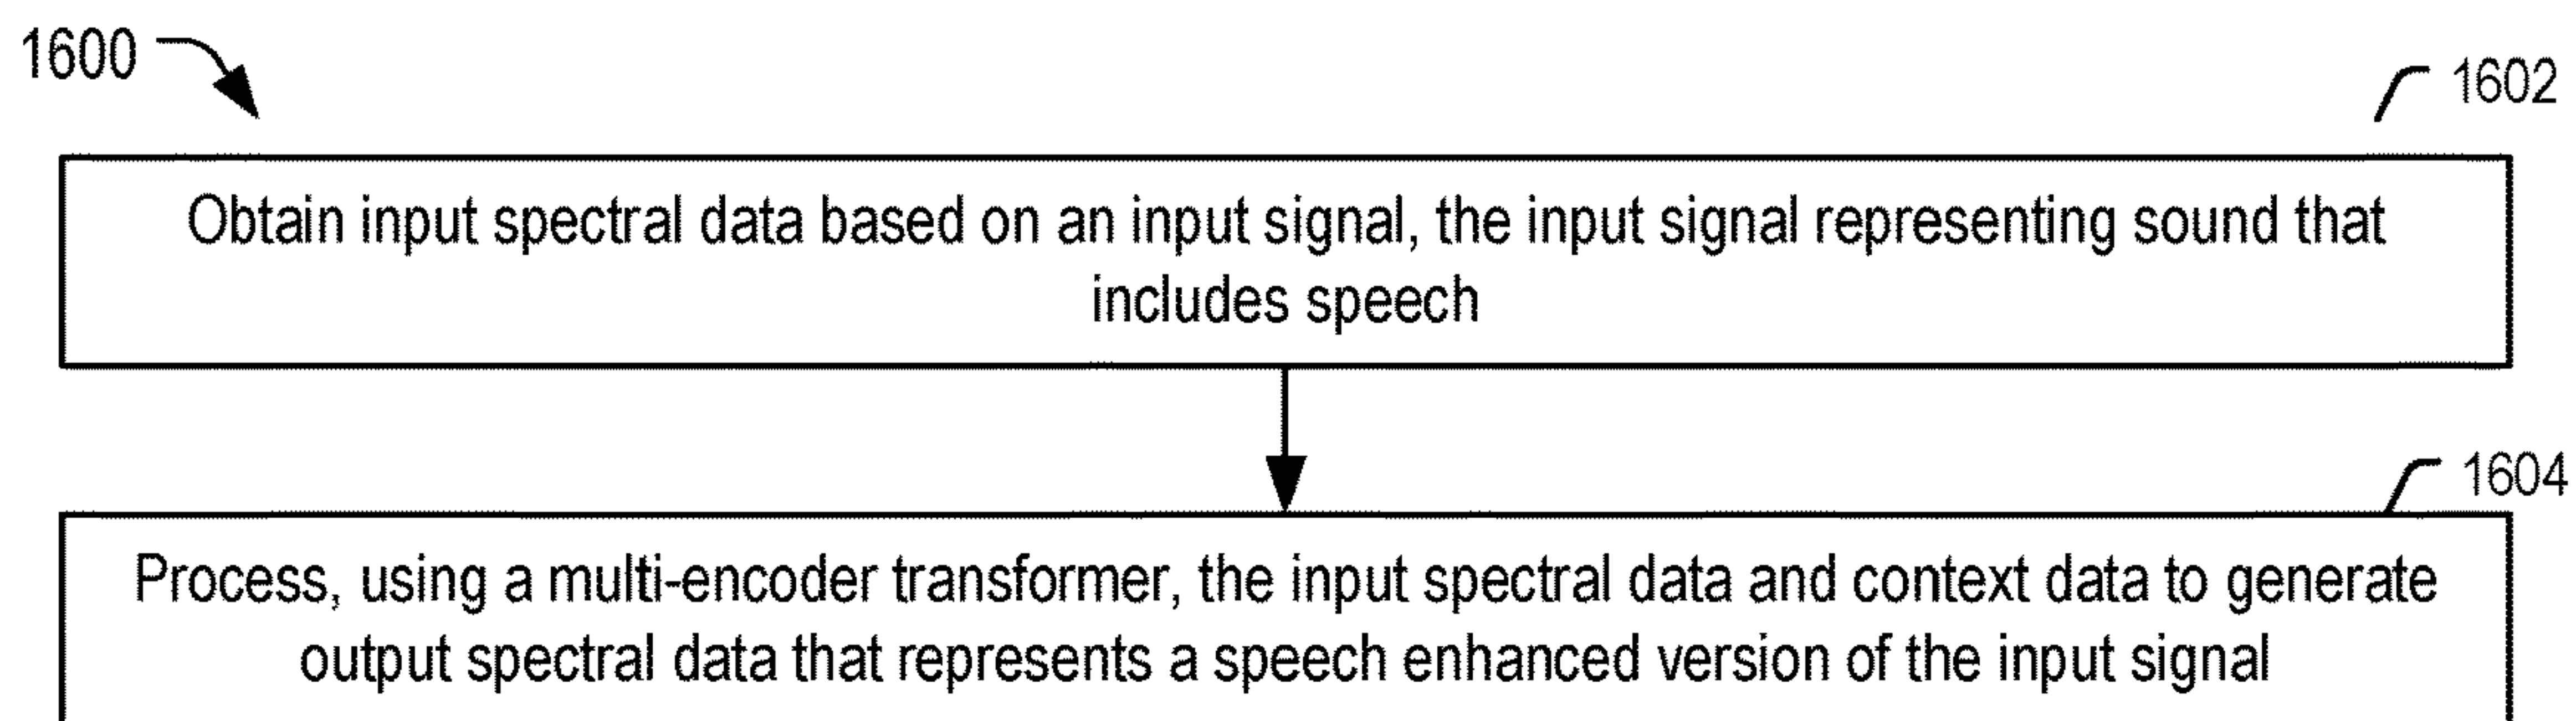 1600
1602
Obtain input spectral data based on an input signal, the input signal representing sound that
includes speech
1604
Process, using a multi-encoder transformer, the input spectral data and context data to generate
output spectral data that represents a speech enhanced version of the input signal